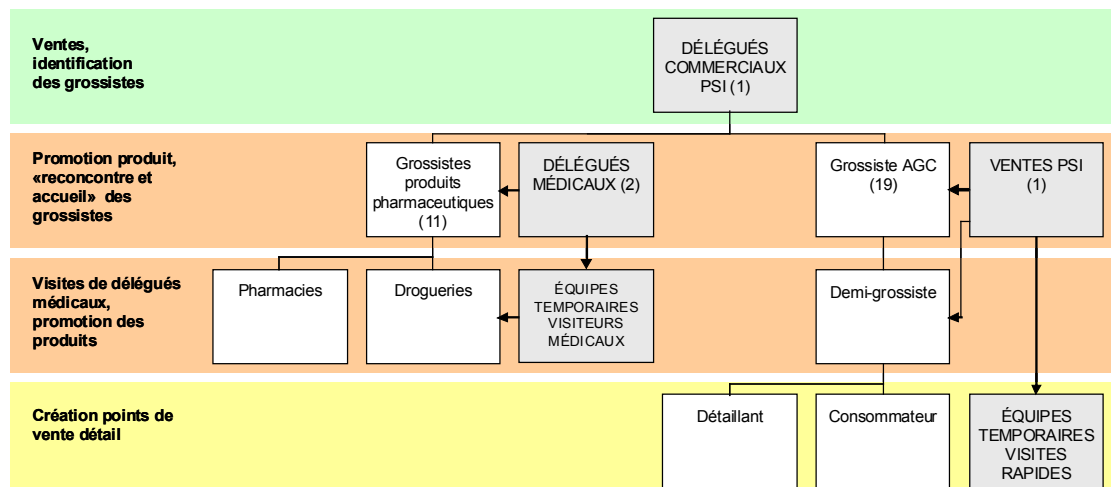 Ventes,
identification
des grossistes
DÉLÉGUÉS
COMMERCIAUX
PSI (1)
Promotion produit,
«reconcontre et
accueil» des
grossistes
Grossistes
produits
pharmaceutiques
(11)
DÉLÉGUÉS
MÉDICAUX (2)
Grossiste AGC
(19)
VENTES PSI
(1)
Visites de délégués
médicaux,
promotion des
produits
Pharmacies
Drogueries
ÉQUIPES
TEMPORAIRES
VISITEURS
MÉDICAUX
Demi-grossiste
Création points de
vente détail
Détaillant
Consommateur
ÉQUIPES
TEMPORAIRES
VISITES
RAPIDES